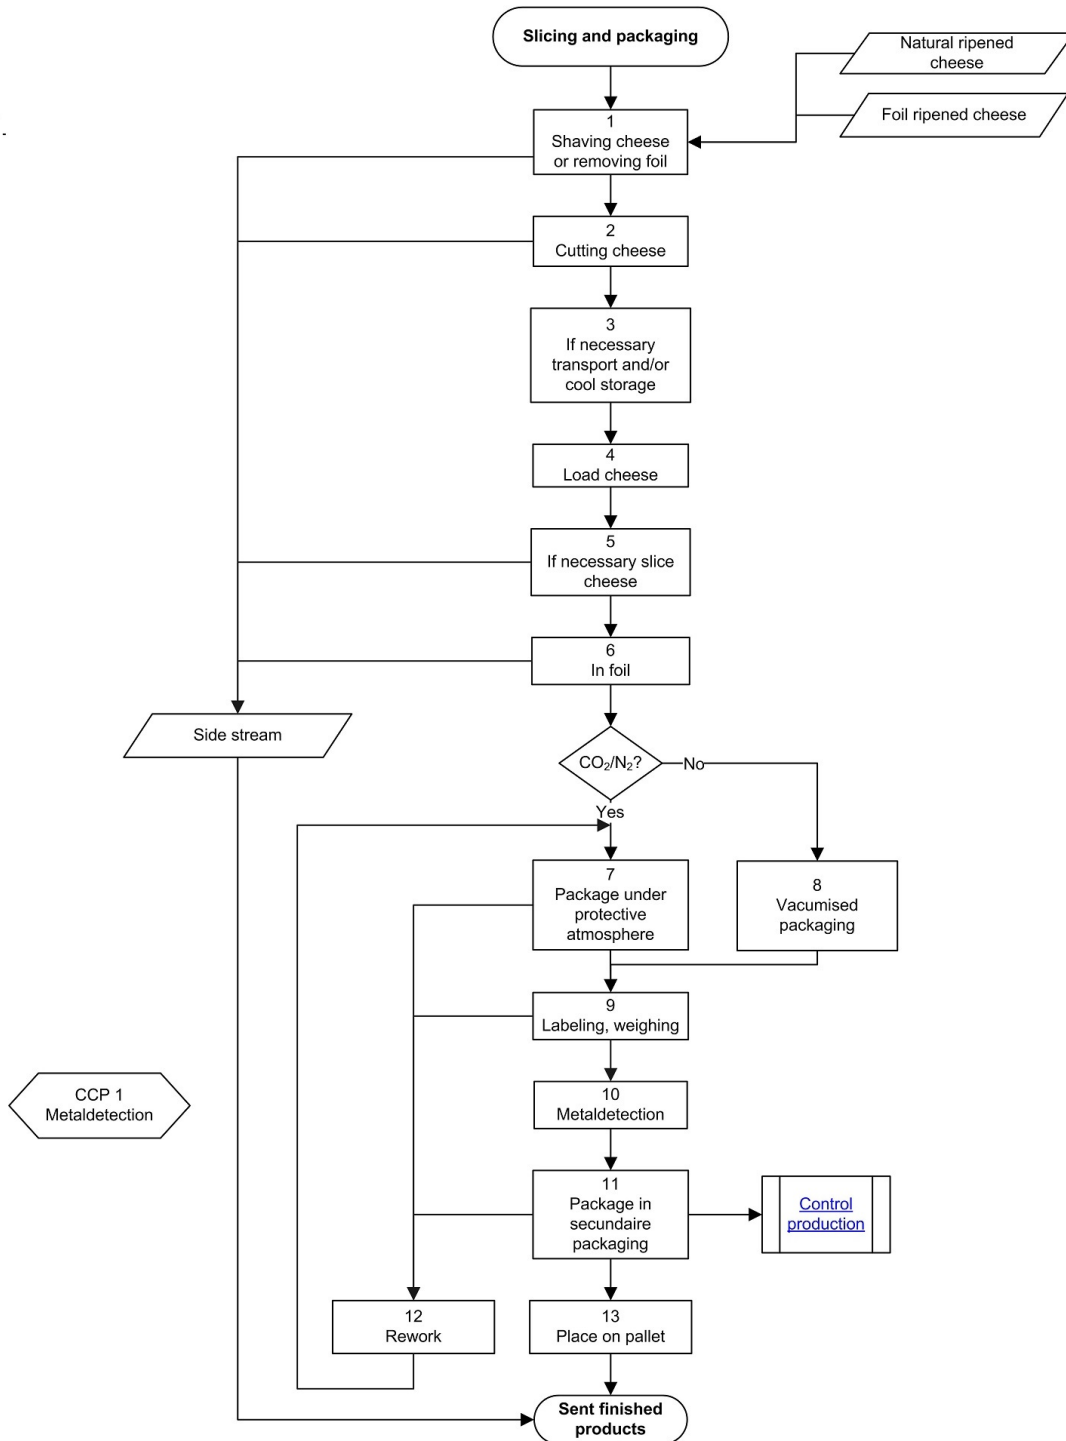 Slicing and packaging
Natural ripened
cheese
Foil ripened cheese
1
Shaving cheese
or removing foil
2
Cutting cheese
3
If necessary
transport and/or
cool storage
4
Load cheese
5
If necessary slice
cheese
6
In foil
Side stream
CO₂/N₂?
No
Yes
7
Package under
protective
atmosphere
8
Vacumised
packaging
9
Labeling, weighing
CCP 1
Metaldetection
10
Metaldetection
11
Package in
secundaire
packaging
Control
production
12
Rework
13
Place on pallet
Sent finished
products